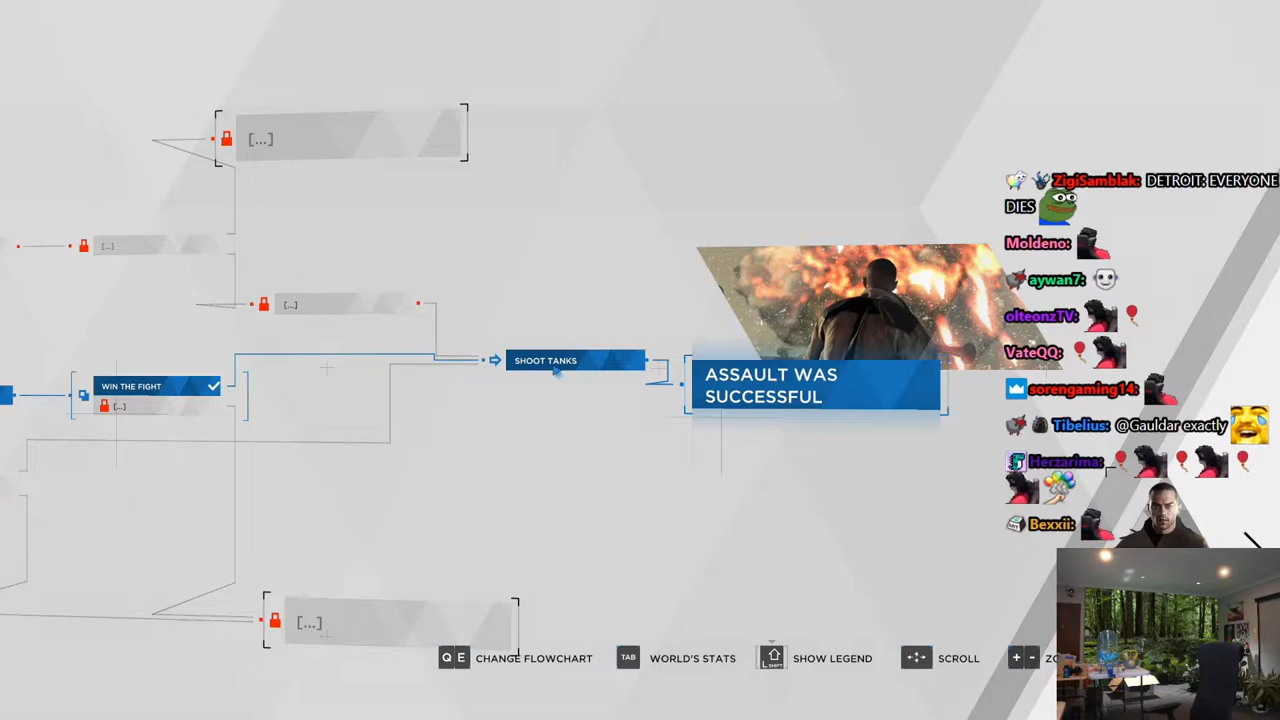 [...]
[...]
[...]
WIN THE FIGHT
[...]
SHOOT TANKS
ASSAULT WAS
SUCCESSFUL
[...]
Q E CHANGE FLOWCHART
TAB WORLD'S STATS
L SHIFT SHOW LEGEND
SCROLL
+ - ZO
ZigiSamblak: DETROIT: EVERYONE
DIES
Moldeno:
aywan7:
olteonzTV:
VateQQ:
sorengaming14:
Tibelius: @Gauldar exactly
Herzarima:
Bexxii: